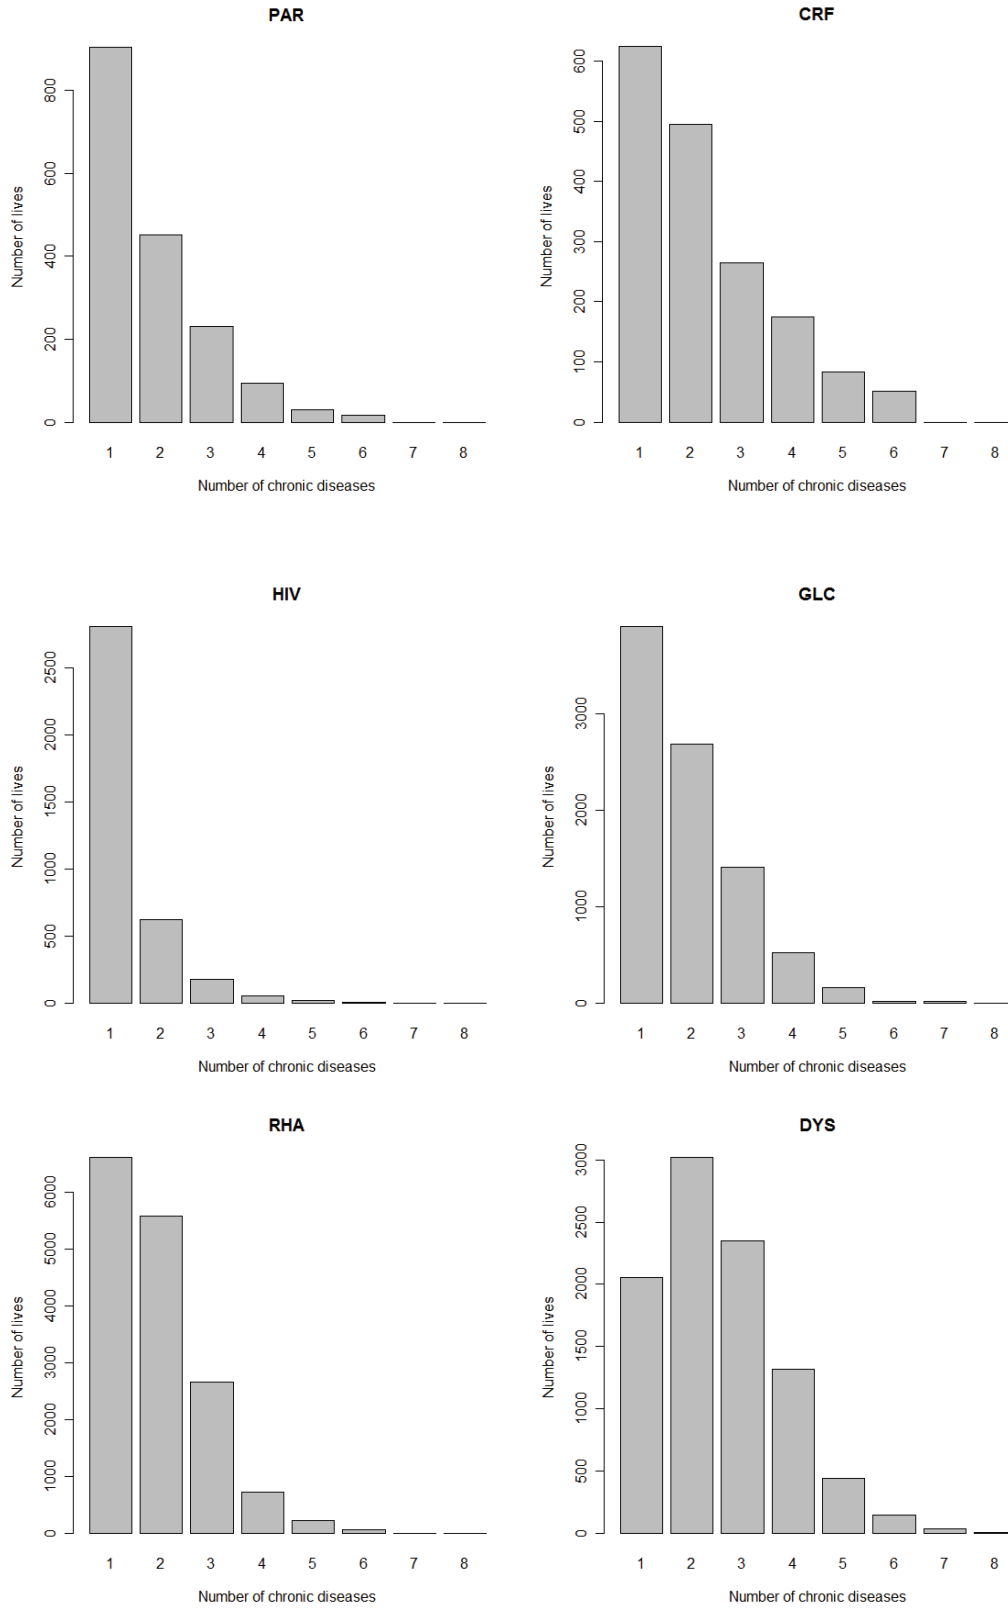 PAR
Number of lives
800
600
400
200
0
1 2 3 4 5 6 7 8
Number of chronic diseases
CRF
Number of lives
600
500
400
300
200
100
0
1 2 3 4 5 6 7 8
Number of chronic diseases
HIV
Number of lives
2500
2000
1500
1000
500
0
1 2 3 4 5 6 7 8
Number of chronic diseases
GLC
Number of lives
3000
2000
1000
0
1 2 3 4 5 6 7 8
Number of chronic diseases
RHA
Number of lives
6000
5000
4000
3000
2000
1000
0
1 2 3 4 5 6 7 8
Number of chronic diseases
DYS
Number of lives
3000
2500
2000
1500
1000
500
0
1 2 3 4 5 6 7 8
Number of chronic diseases